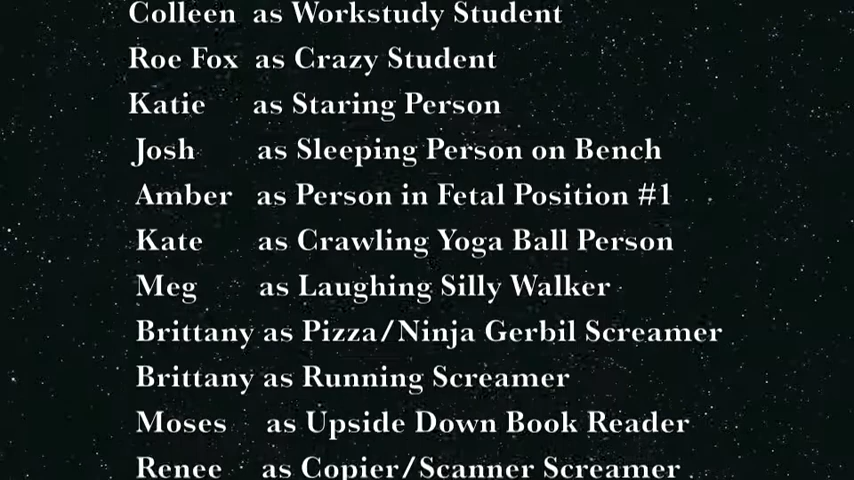 Colleen as Workstudy Student
Roe Fox as Crazy Student
Katie as Staring Person
Josh as Sleeping Person on Bench
Amber as Person in Fetal Position #1
Kate as Crawling Yoga Ball Person
Meg as Laughing Silly Walker
Brittany as Pizza/Ninja Gerbil Screamer
Brittany as Running Screamer
Moses as Upside Down Book Reader
Renee as Copier/Scanner Screamer